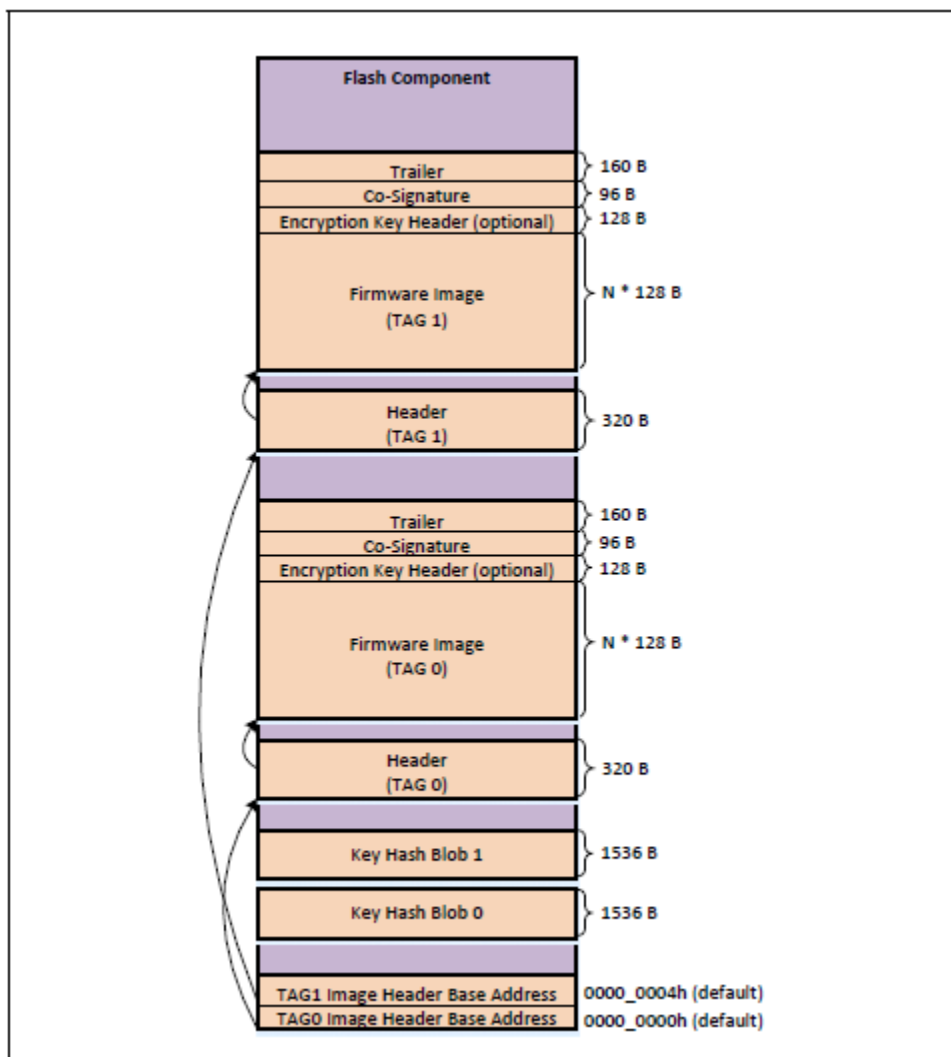 Flash Component
Trailer
160 B
Co-Signature
96 B
Encryption Key Header (optional)
128 B
Firmware Image
(TAG 1)
N * 128 B
Header
(TAG 1)
320 B
Trailer
160 B
Co-Signature
96 B
Encryption Key Header (optional)
128 B
Firmware Image
(TAG 0)
N * 128 B
Header
(TAG 0)
320 B
Key Hash Blob 1
1536 B
Key Hash Blob 0
1536 B
TAG1 Image Header Base Address
0000_0004h (default)
TAG0 Image Header Base Address
0000_0000h (default)